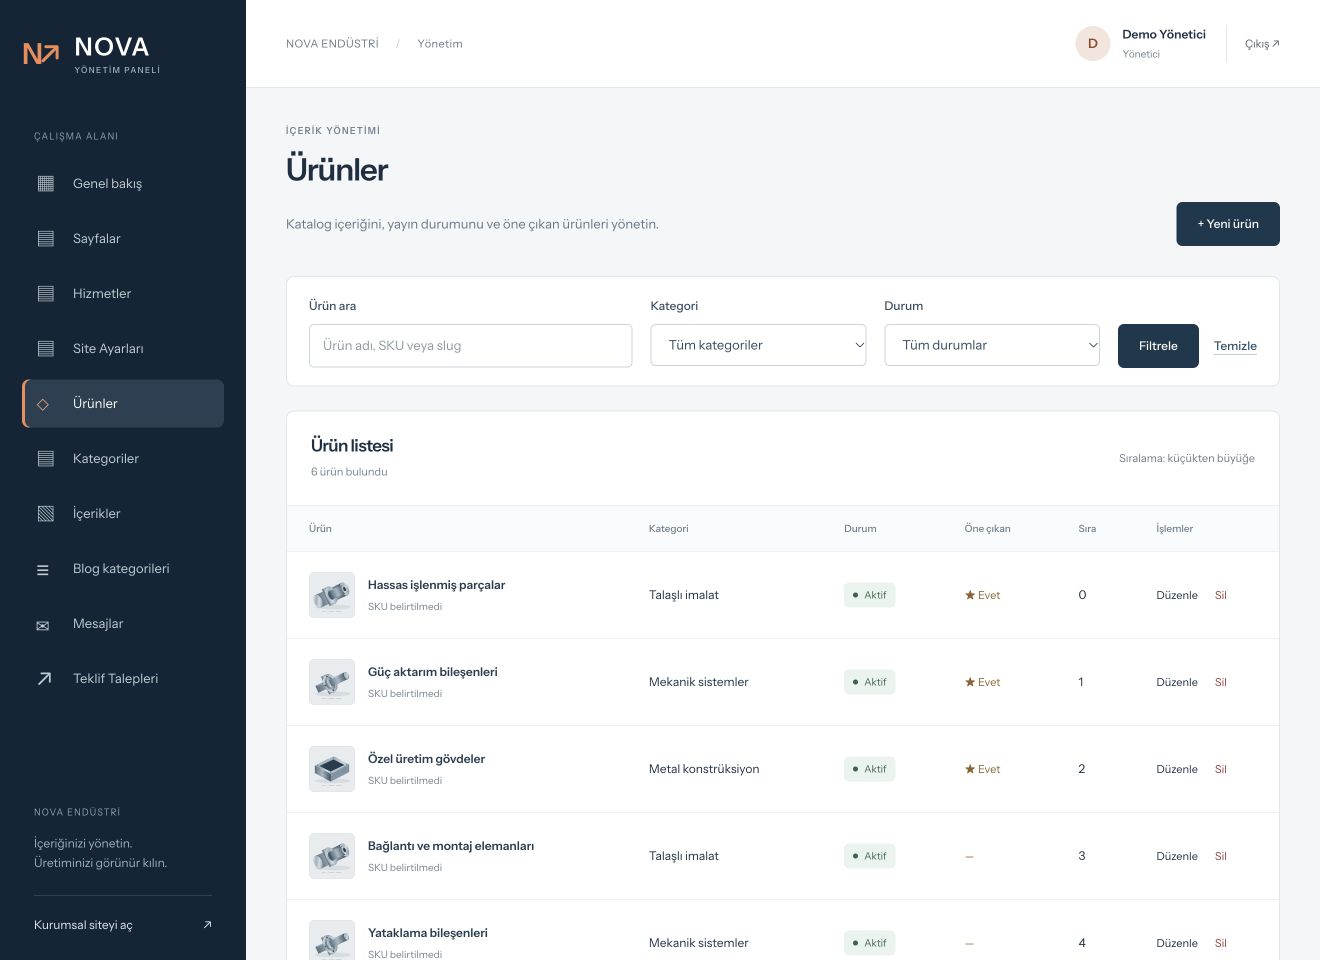 NOVA
YÖNETİM PANELİ
ÇALIŞMA ALANI
Genel bakış
Sayfalar
Hizmetler
Site Ayarları
Ürünler
Kategoriler
İçerikler
Blog kategorileri
Mesajlar
Teklif Talepleri
NOVA ENDÜSTRİ
İçeriğinizi yönetin.
Üretiminizi görünür kılın.
Kurumsal siteyi aç ↗
NOVA ENDÜSTRİ / Yönetim
D
Demo Yönetici
Yönetici
Çıkış ↗
İÇERİK YÖNETİMİ
Ürünler
Katalog içeriğini, yayın durumunu ve öne çıkan ürünleri yönetin.
+ Yeni ürün
Ürün ara
Ürün adı, SKU veya slug
Kategori
Tüm kategoriler
Durum
Tüm durumlar
Filtrele
Temizle
Ürün listesi
6 ürün bulundu
Sıralama: küçükten büyüğe
Ürün Kategori Durum Öne çıkan Sıra İşlemler
Hassas işlenmiş parçalar
SKU belirtilmedi
Talaşlı imalat Aktif ★ Evet 0 Düzenle Sil
Güç aktarım bileşenleri
SKU belirtilmedi
Mekanik sistemler Aktif ★ Evet 1 Düzenle Sil
Özel üretim gövdeler
SKU belirtilmedi
Metal konstrüksiyon Aktif ★ Evet 2 Düzenle Sil
Bağlantı ve montaj elemanları
SKU belirtilmedi
Talaşlı imalat Aktif — 3 Düzenle Sil
Yataklama bileşenleri
SKU belirtilmedi
Mekanik sistemler Aktif — 4 Düzenle Sil